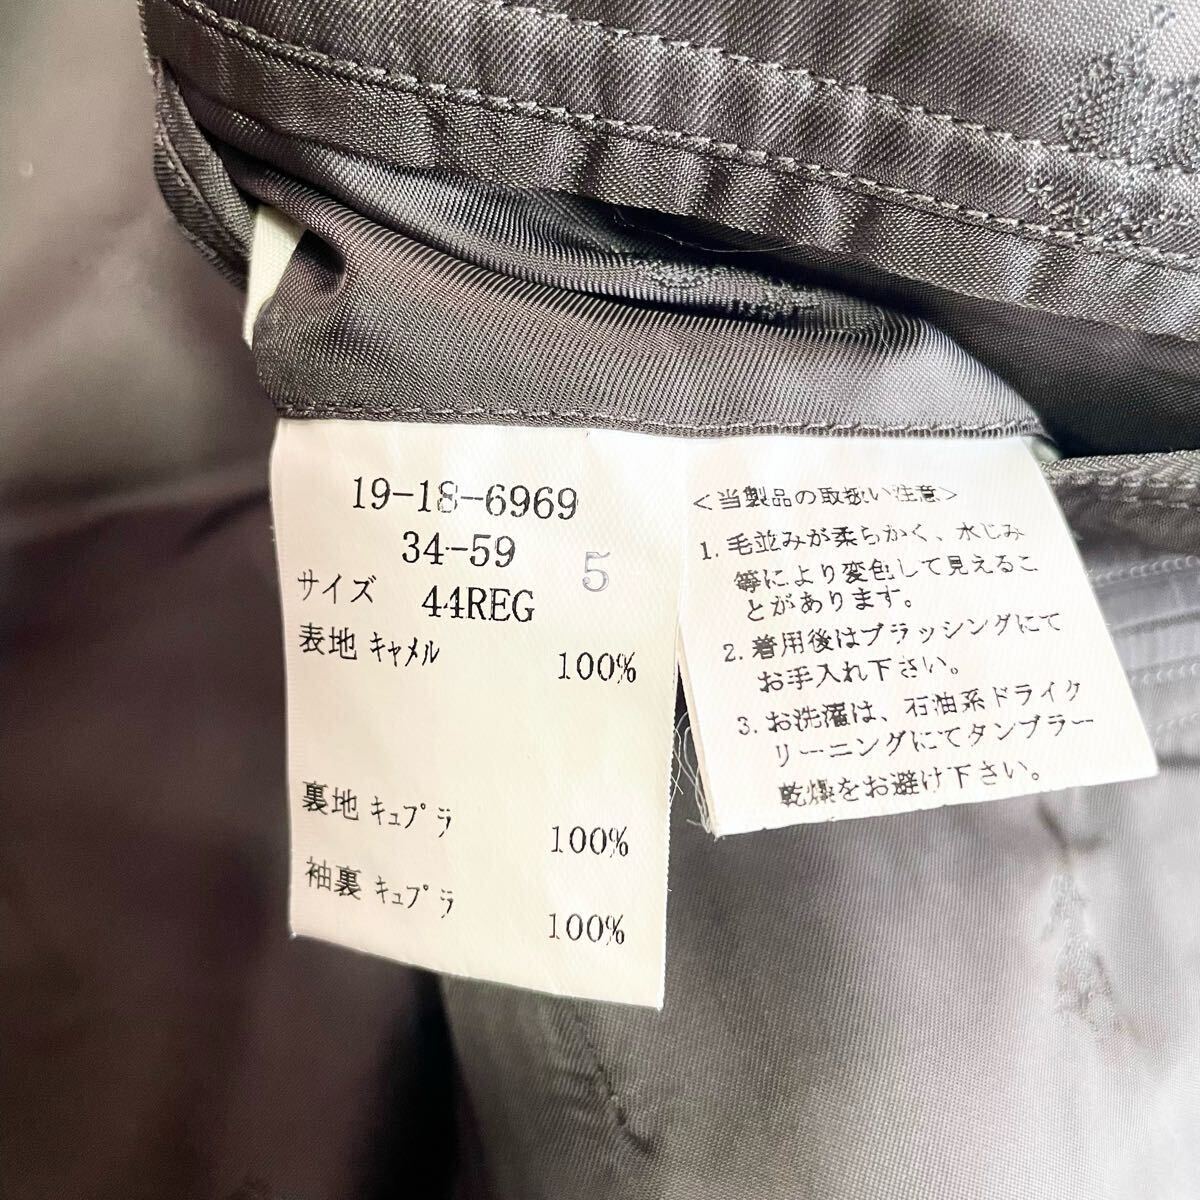 19-18-6969
34-59
5
サイズ 44REG
表地 キャメル 100%
裏地 キュプラ 100%
袖裏 キュプラ 100%
<当製品の取扱い注意>
1. 毛並みが柔らかく、水じみ
等により変色して見えるこ
とがあります。
2. 着用後はブラッシングにて
お手入れ下さい。
3. お洗濯は、石油系ドライク
リーニングにてタンブラー
乾燥をお避け下さい。